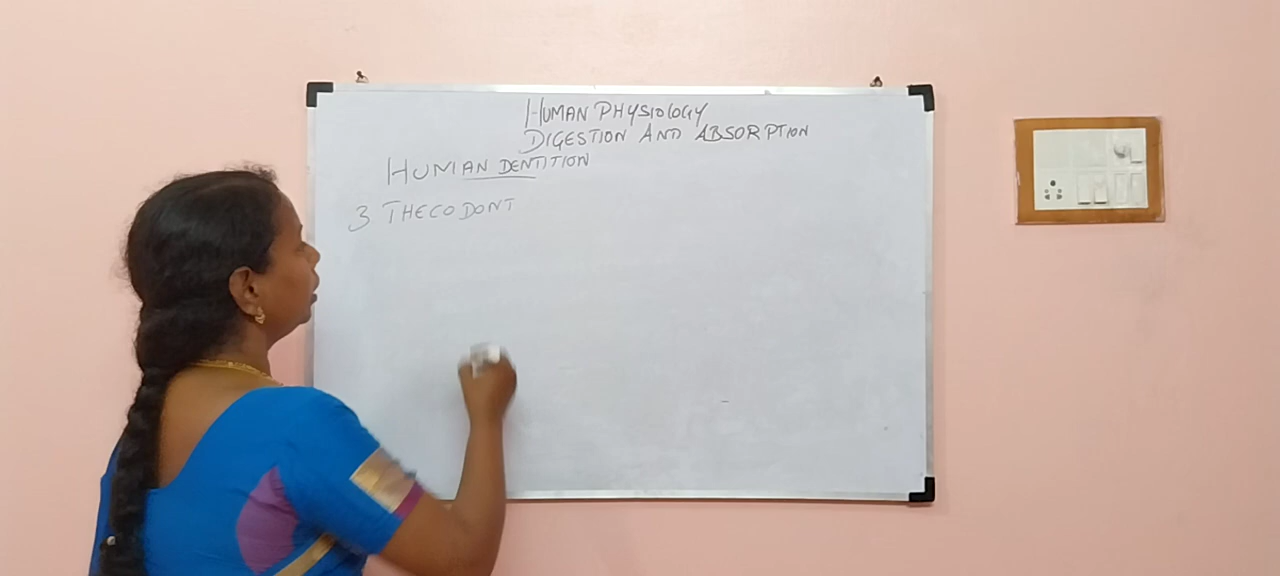 HUMAN PHYSIOLOGY
DIGESTION AND ABSORPTION
HUMAN DENTITION
3 THECODONT